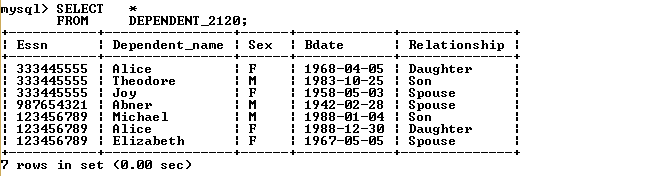 mysql> SELECT *
FROM DEPENDENT_2120;
| Essn | Dependent_name | Sex | Bdate | Relationship |
| 333445555 | Alice | F | 1968-04-05 | Daughter |
| 333445555 | Theodore | M | 1983-10-25 | Son |
| 333445555 | Joy | F | 1958-05-03 | Spouse |
| 987654321 | Abner | M | 1942-02-28 | Spouse |
| 123456789 | Michael | M | 1988-01-04 | Son |
| 123456789 | Alice | F | 1988-12-30 | Daughter |
| 123456789 | Elizabeth | F | 1967-05-05 | Spouse |
7 rows in set (0.00 sec)